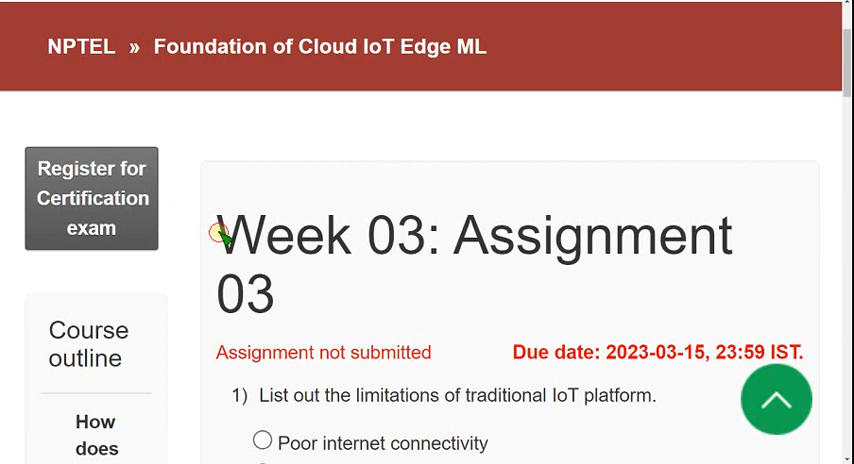 NPTEL » Foundation of Cloud IoT Edge ML
Register for
Certification
exam
Course
outline
How
does
Week 03: Assignment
03
Assignment not submitted
Due date: 2023-03-15, 23:59 IST.
1) List out the limitations of traditional IoT platform.
Poor internet connectivity